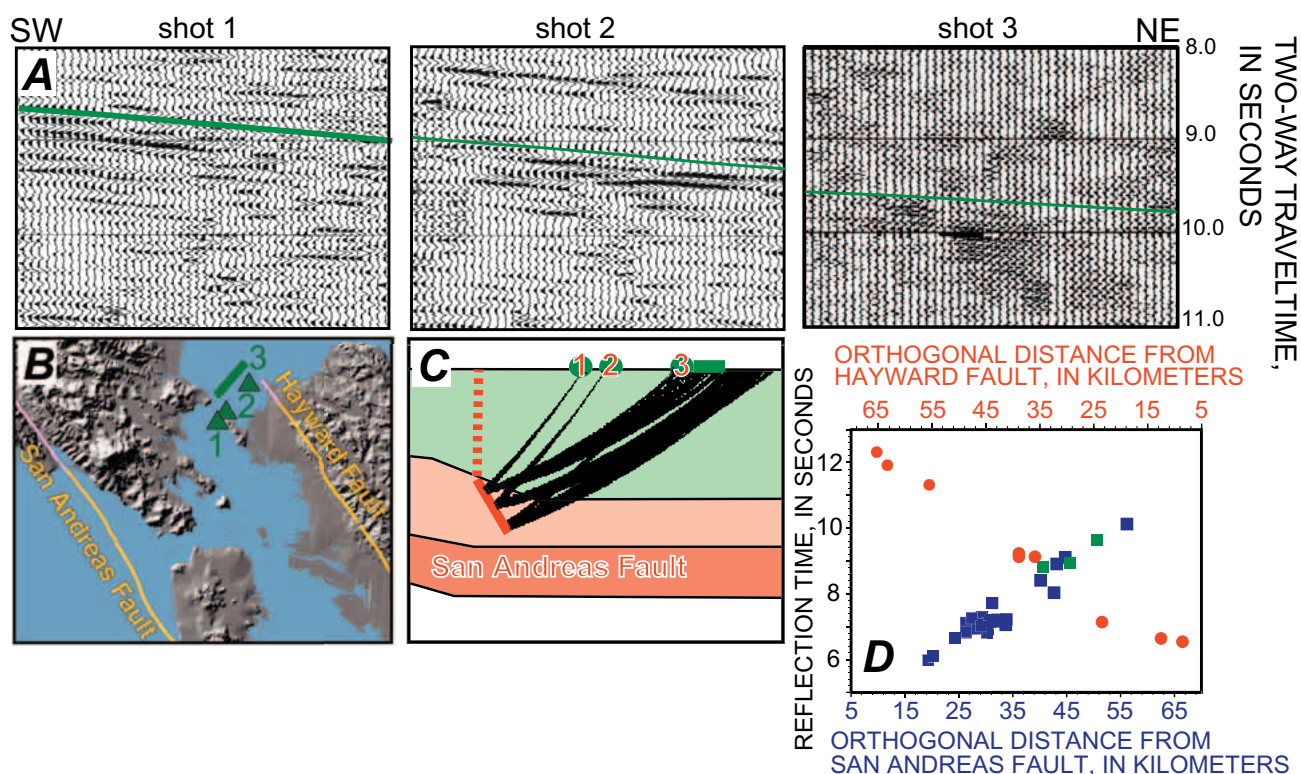 SW
shot 1
shot 2
shot 3
NE
A
8.0
9.0
10.0
11.0
TWO-WAY TRAVELTIME,
IN SECONDS
B
3
2
1
Hayward Fault
San Andreas Fault
C
1
2
3
San Andreas Fault
ORTHOGONAL DISTANCE FROM
HAYWARD FAULT, IN KILOMETERS
65 55 45 35 25 15 5
REFLECTION TIME, IN SECONDS
12
10
8
6
D
5 15 25 35 45 55 65
ORTHOGONAL DISTANCE FROM
SAN ANDREAS FAULT, IN KILOMETERS